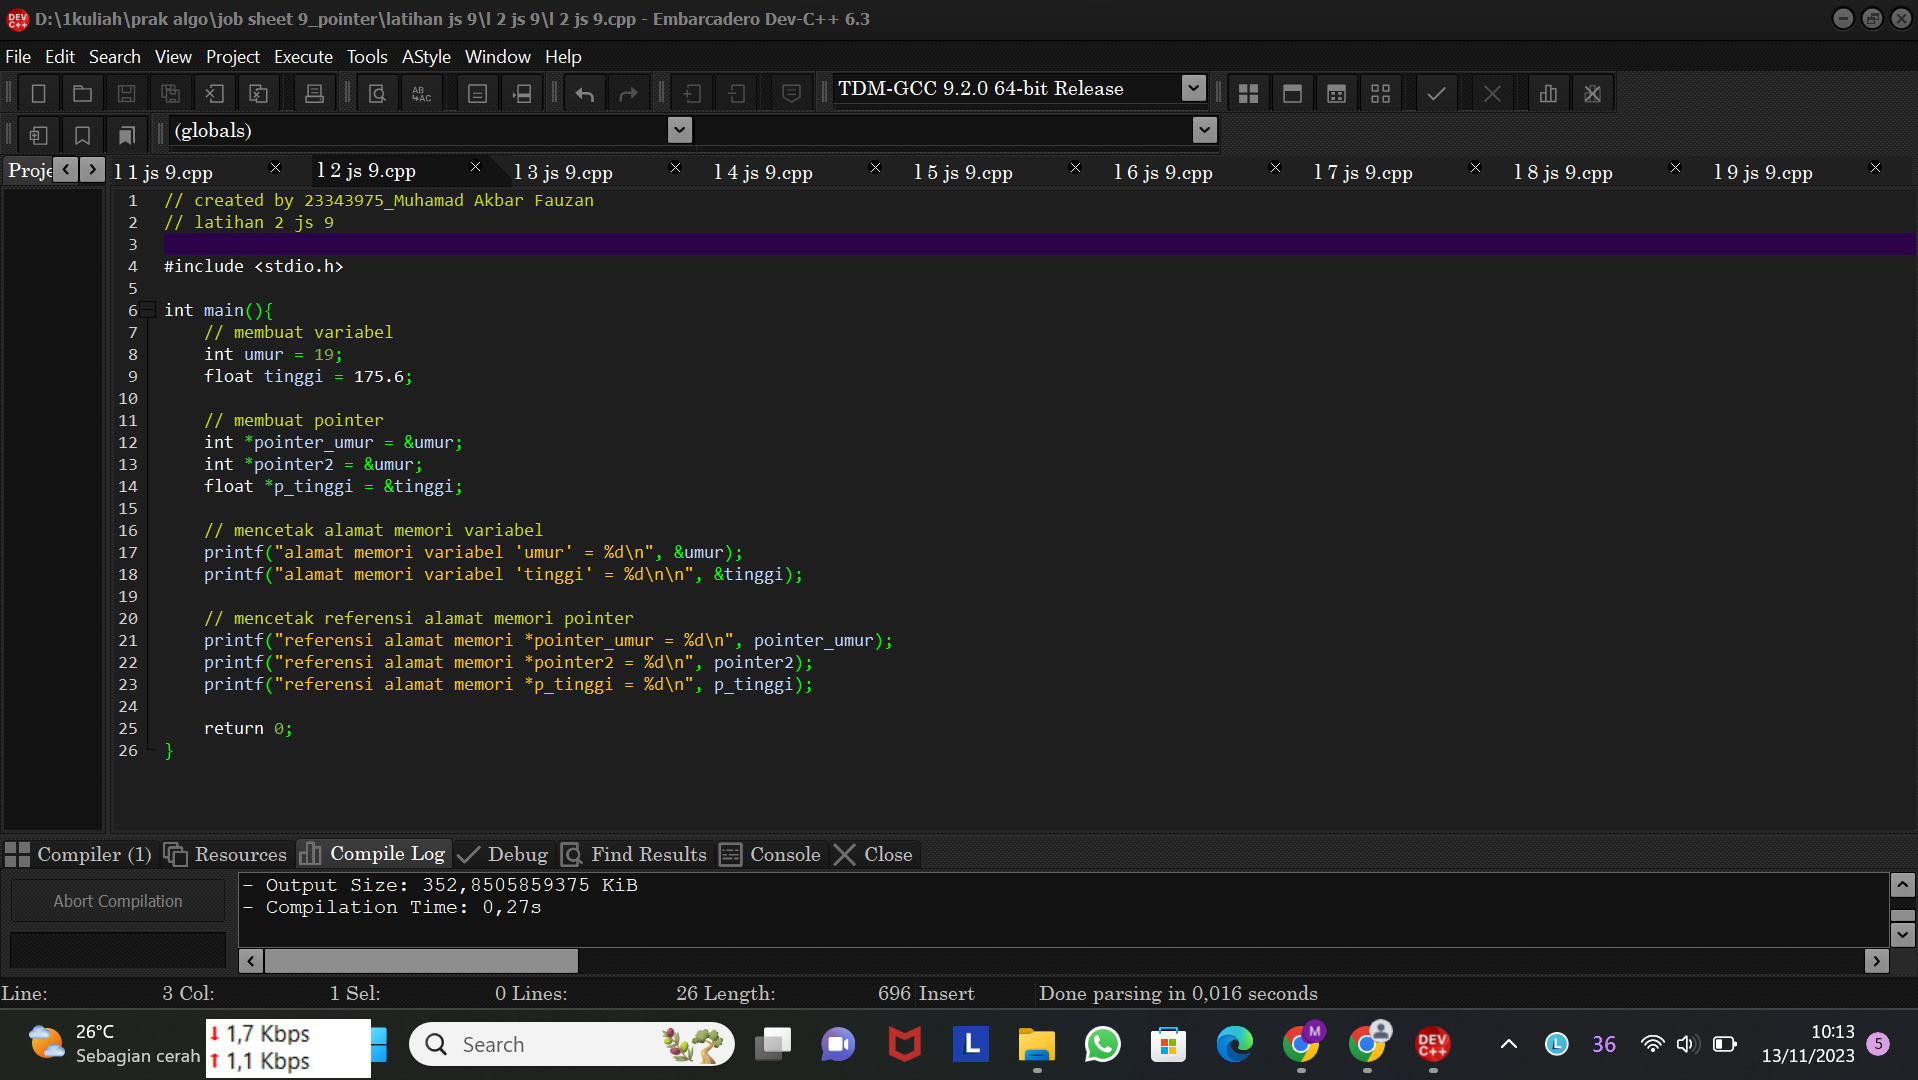 D:\1kuliah\prak algo\job sheet 9_pointer\latihan js 9\l 2 js 9\l 2 js 9.cpp - Embarcadero Dev-C++ 6.3
File Edit Search View Project Execute Tools AStyle Window Help
TDM-GCC 9.2.0 64-bit Release
(globals)
Proje l 1 js 9.cpp l 2 js 9.cpp l 3 js 9.cpp l 4 js 9.cpp l 5 js 9.cpp l 6 js 9.cpp l 7 js 9.cpp l 8 js 9.cpp l 9 js 9.cpp
1 // created by 23343975_Muhamad Akbar Fauzan
2 // latihan 2 js 9
3
4 #include <stdio.h>
5
6 int main(){
7 // membuat variabel
8 int umur = 19;
9 float tinggi = 175.6;
10
11 // membuat pointer
12 int *pointer_umur = &umur;
13 int *pointer2 = &umur;
14 float *p_tinggi = &tinggi;
15
16 // mencetak alamat memori variabel
17 printf("alamat memori variabel 'umur' = %d\n", &umur);
18 printf("alamat memori variabel 'tinggi' = %d\n\n", &tinggi);
19
20 // mencetak referensi alamat memori pointer
21 printf("referensi alamat memori *pointer_umur = %d\n", pointer_umur);
22 printf("referensi alamat memori *pointer2 = %d\n", pointer2);
23 printf("referensi alamat memori *p_tinggi = %d\n", p_tinggi);
24
25 return 0;
26 }
Compiler (1) Resources Compile Log Debug Find Results Console Close
Abort Compilation
- Output Size: 352,8505859375 KiB
- Compilation Time: 0,27s
Line: 3 Col: 1 Sel: 0 Lines: 26 Length: 696 Insert Done parsing in 0,016 seconds
26°C
Sebagian cerah
1,7 Kbps
1,1 Kbps
Search
L
M
DEV C++
L
36
10:13
13/11/2023
5